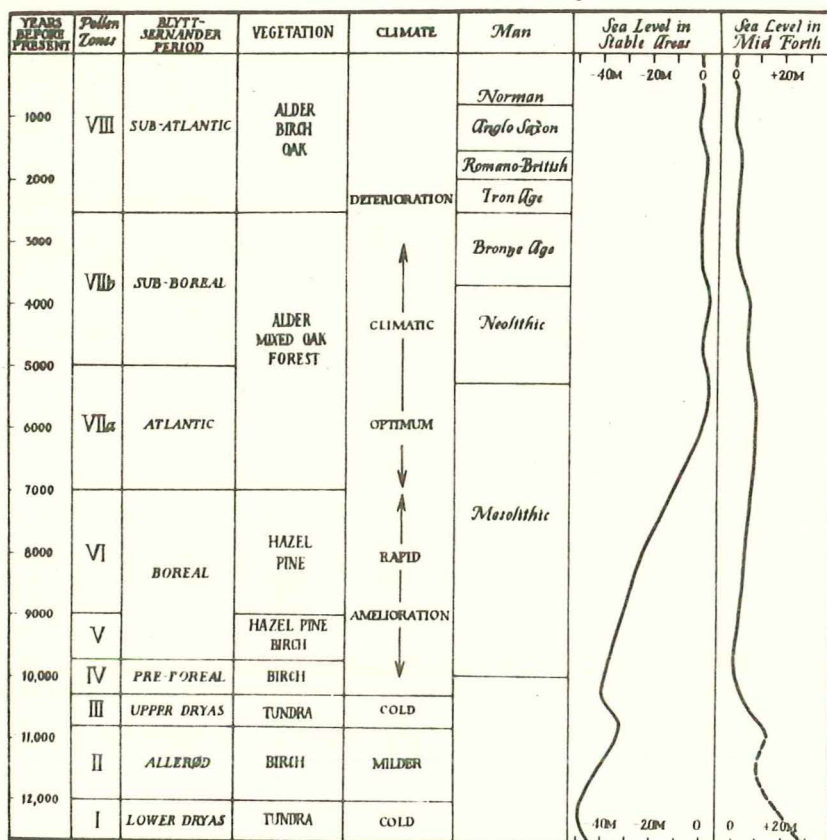 YEARS BEFORE PRESENT
Pollen Zones
BLYTT-SERNANDER PERIOD
VEGETATION
CLIMATE
Man
Sea Level in Stable Areas
Sea Level in Mid Forth
-40M -20M 0
0 +20M
1000
2000
3000
4000
5000
6000
7000
8000
9000
10,000
11,000
12,000
VIII
VIIb
VIIa
VI
V
IV
III
II
I
SUB-ATLANTIC
SUB-BOREAL
ATLANTIC
BOREAL
PRE-BOREAL
UPPER DRYAS
ALLERØD
LOWER DRYAS
ALDER
BIRCH
OAK
ALDER
MIXED OAK
FOREST
HAZEL
PINE
HAZEL PINE
BIRCH
BIRCH
TUNDRA
BIRCH
TUNDRA
DETERIORATION
CLIMATIC
OPTIMUM
RAPID
AMELIORATION
COLD
MILDER
COLD
Norman
Anglo Saxon
Romano-British
Iron Age
Bronze Age
Neolithic
Mesolithic
40M -20M 0
0 +20M